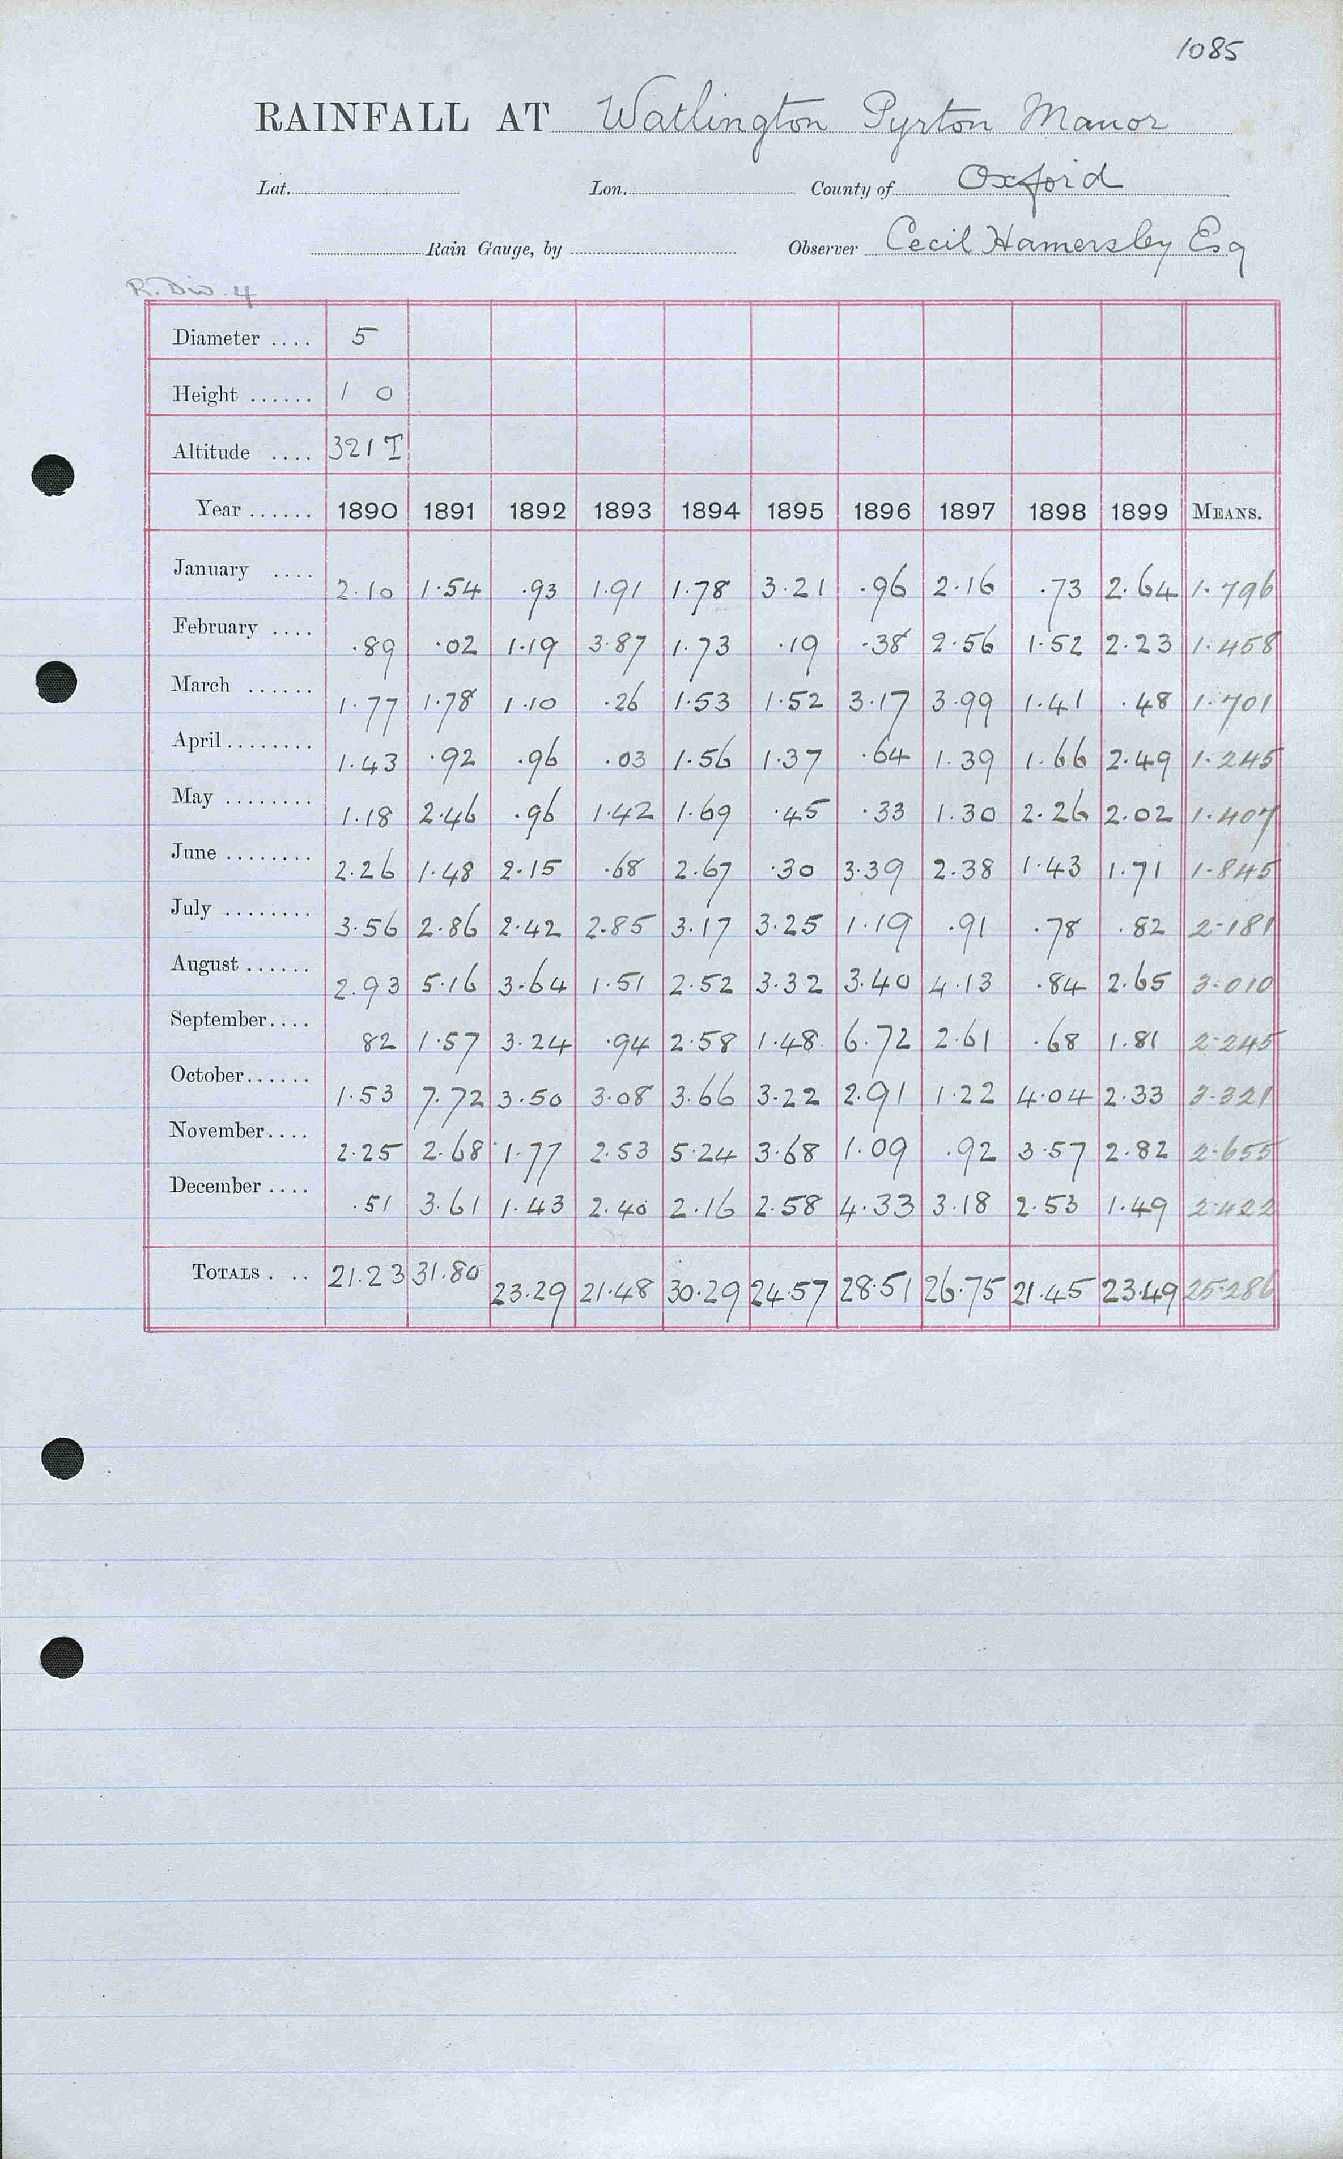 1085
RAINFALL AT Watlington Pyrton Manor
Lat. Lon. County of Oxford
Rain Gauge, by Observer Cecil Hamersley Esq
R. Div. 4
Diameter .... 5
Height ...... 1 0
Altitude .... 321 T
Year ...... 1890 1891 1892 1893 1894 1895 1896 1897 1898 1899 MEANS.
January .... 2.10 1.54 .93 1.91 1.78 3.21 .96 2.16 .73 2.64 1.796
February .... .89 .02 1.19 3.87 1.73 .19 .38 2.56 1.52 2.23 1.458
March ...... 1.77 1.78 1.10 .26 1.53 1.52 3.17 3.99 1.41 .48 1.701
April ........ 1.43 .92 .96 .03 1.56 1.37 .64 1.39 1.66 2.49 1.245
May ........ 1.18 2.46 .96 1.42 1.69 .45 .33 1.30 2.26 2.02 1.407
June ........ 2.26 1.48 2.15 .68 2.67 .30 3.39 2.38 1.43 1.71 1.845
July ........ 3.56 2.86 2.42 2.85 3.17 3.25 1.19 .91 .78 .82 2.181
August ...... 2.93 5.16 3.64 1.51 2.52 3.32 3.40 4.13 .84 2.65 3.010
September.... 82 1.57 3.24 .94 2.58 1.48 6.72 2.61 .68 1.81 2.245
October...... 1.53 7.72 3.50 3.08 3.66 3.22 2.91 1.22 4.04 2.33 3.321
November.... 2.25 2.68 1.77 2.53 5.24 3.68 1.09 .92 3.57 2.82 2.655
December .... .51 3.61 1.43 2.40 2.16 2.58 4.33 3.18 2.53 1.49 2.422
TOTALS . .. 21.23 31.80 23.29 21.48 30.29 24.57 28.51 26.75 21.45 23.49 25.286